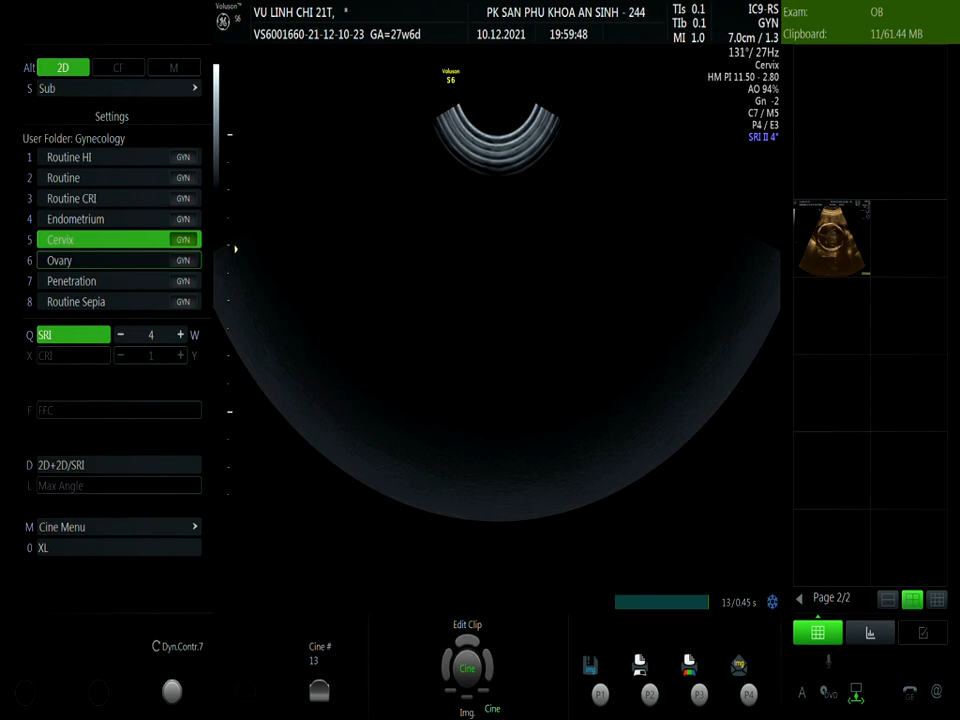 Voluson™
S6
VU LINH CHI 21T, *
PK SAN PHU KHOA AN SINH - 244
VS6001660-21-12-10-23 GA=27w6d
10.12.2021
19:59:48
TIs 0.1
TIb 0.1
MI 1.0
IC9-RS
GYN
7.0cm / 1.3
131°/ 27Hz
Cervix
HM PI 11.50 - 2.80
AO 94%
Gn -2
C7 / M5
P4 / E3
SRI II 4
Exam: OB
Clipboard: 11/61.44 MB
Voluson
S6
Alt 2D CF M
S Sub >
Settings
User Folder: Gynecology
1 Routine HI GYN
2 Routine GYN
3 Routine CRI GYN
4 Endometrium GYN
5 Cervix GYN
6 Ovary GYN
7 Penetration GYN
8 Routine Sepia GYN
Q SRI − 4 + W
X CRI − 1 + Y
F FFC
D 2D+2D/SRI
L Max Angle
M Cine Menu >
0 XL
13/0.45 s
Page 2/2
C Dyn.Contr.7
Cine #
13
Edit Clip
Cine
Img.
Cine
Img
P1
P2
P3
P4
A
DVD
GE
@